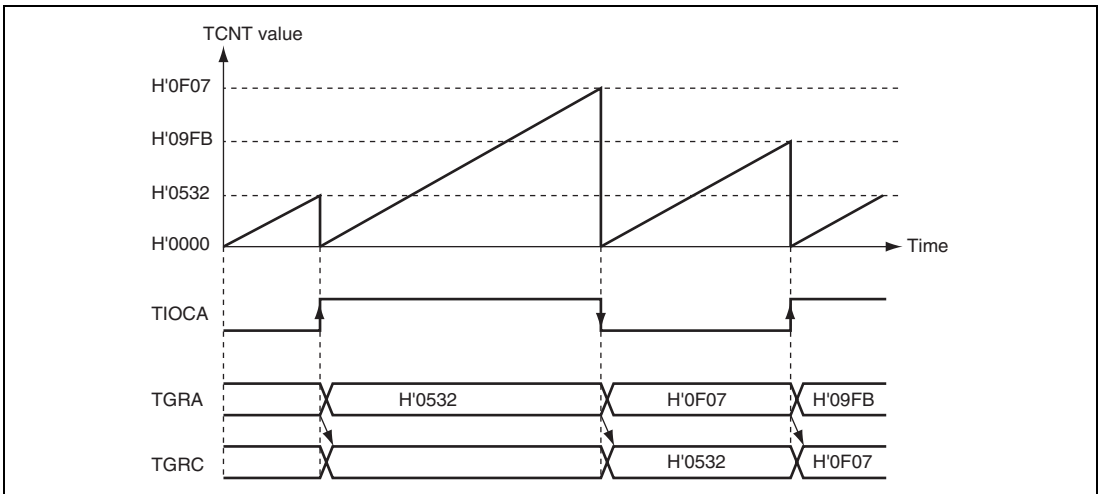 TCNT value
H'0F07
H'09FB
H'0532
H'0000
Time
TIOCA
TGRA H'0532 H'0F07 H'09FB
TGRC H'0532 H'0F07